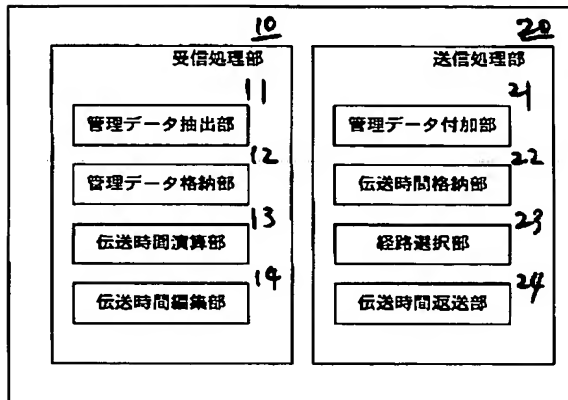 10
受信処理部
11
管理データ抽出部
12
管理データ格納部
13
伝送時間演算部
14
伝送時間編集部
20
送信処理部
21
管理データ付加部
22
伝送時間格納部
23
経路選択部
24
伝送時間返送部